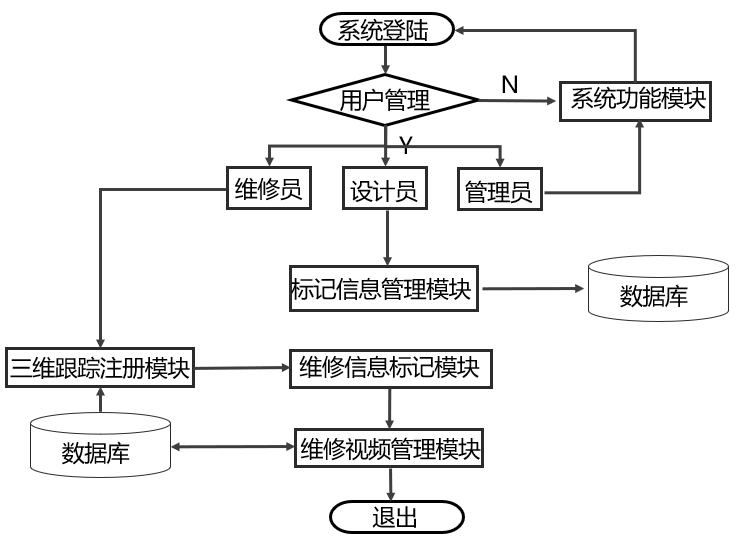 系统登陆
用户管理
N
系统功能模块
Y
维修员
设计员
管理员
标记信息管理模块
数据库
三维跟踪注册模块
维修信息标记模块
数据库
维修视频管理模块
退出